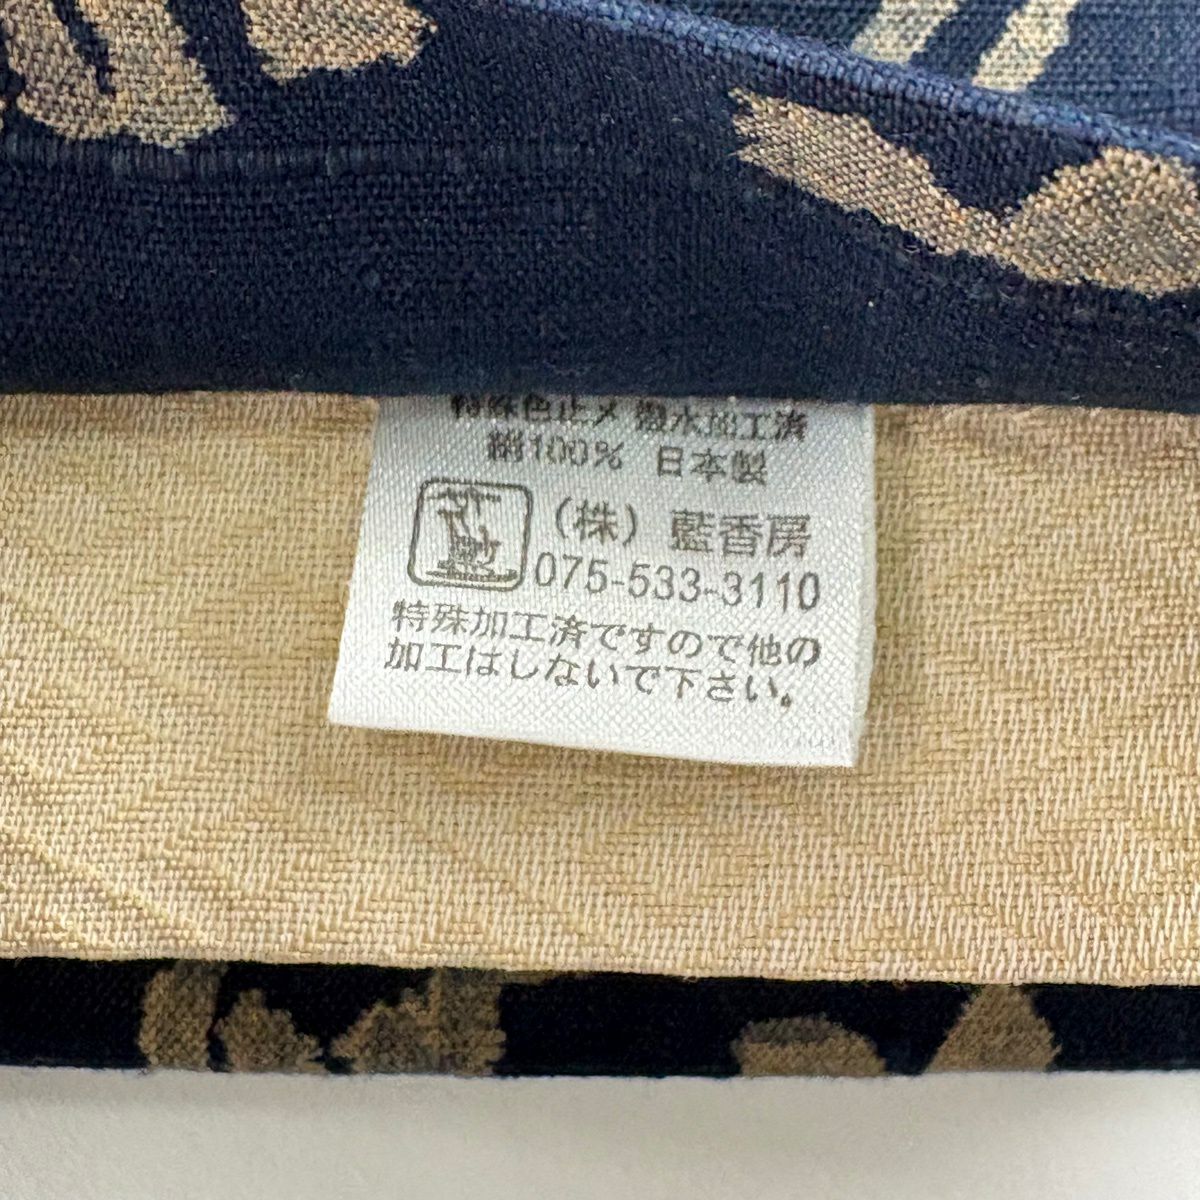 特殊色止メ 撥水加工済
絹100% 日本製
(株) 藍香房
075-533-3110
特殊加工済ですので他の
加工はしないで下さい。